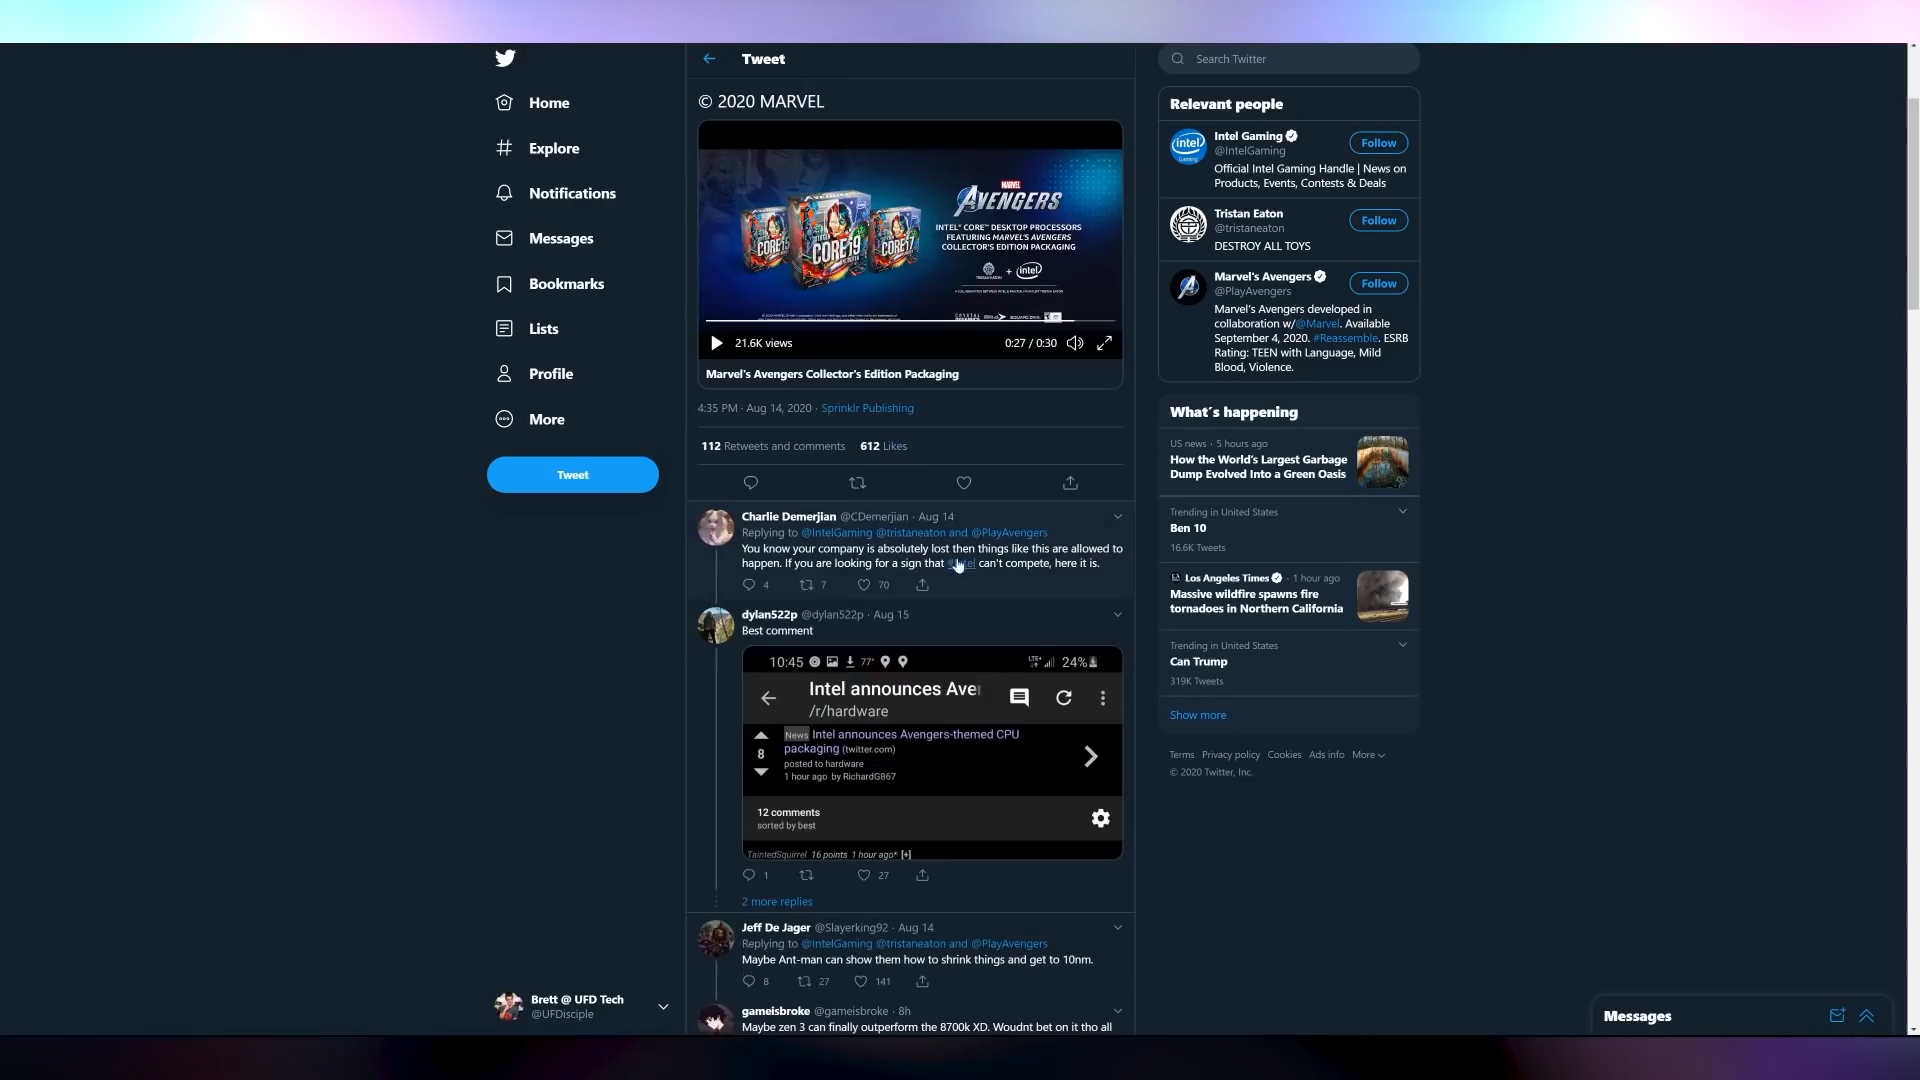 Home
Explore
Notifications
Messages
Bookmarks
Lists
Profile
More
Tweet
Brett @ UFD Tech
@UFDisciple
Tweet
© 2020 MARVEL
MARVEL
AVENGERS
INTEL® CORE™ DESKTOP PROCESSORS
FEATURING MARVEL'S AVENGERS
COLLECTOR'S EDITION PACKAGING
TRISTAN EATON + intel
CORE i5
CORE i9
CORE i7
SQUARE ENIX
21.6K views
0:27 / 0:30
Marvel's Avengers Collector's Edition Packaging
4:35 PM · Aug 14, 2020 · Sprinklr Publishing
112 Retweets and comments 612 Likes
Charlie Demerjian @CDemerjian · Aug 14
Replying to @IntelGaming @tristaneaton and @PlayAvengers
You know your company is absolutely lost then things like this are allowed to
happen. If you are looking for a sign that can't compete, here it is.
4 7 70
dylan522p @dylan522p · Aug 15
Best comment
10:45 77° LTE+ 24%
Intel announces Aven
/r/hardware
News Intel announces Avengers-themed CPU
packaging (twitter.com)
8
posted to hardware
1 hour ago by RichardG867
12 comments
sorted by best
TaintedSquirrel 16 points 1 hour ago* [+]
1 27
2 more replies
Jeff De Jager @Slayerking92 · Aug 14
Replying to @IntelGaming @tristaneaton and @PlayAvengers
Maybe Ant-man can show them how to shrink things and get to 10nm.
8 27 141
gameisbroke @gameisbroke · 8h
Maybe zen 3 can finally outperform the 8700k XD. Woudnt bet on it tho all
Search Twitter
Relevant people
intel
Gaming
Intel Gaming
@IntelGaming
Follow
Official Intel Gaming Handle | News on
Products, Events, Contests & Deals
Tristan Eaton
@tristaneaton
Follow
DESTROY ALL TOYS
Marvel's Avengers
@PlayAvengers
Follow
Marvel's Avengers developed in
collaboration w/@Marvel. Available
September 4, 2020. #Reassemble. ESRB
Rating: TEEN with Language, Mild
Blood, Violence.
What's happening
US news · 5 hours ago
How the World's Largest Garbage
Dump Evolved Into a Green Oasis
Trending in United States
Ben 10
16.6K Tweets
Los Angeles Times · 1 hour ago
Massive wildfire spawns fire
tornadoes in Northern California
Trending in United States
Can Trump
319K Tweets
Show more
Terms Privacy policy Cookies Ads info More
© 2020 Twitter, Inc.
Messages